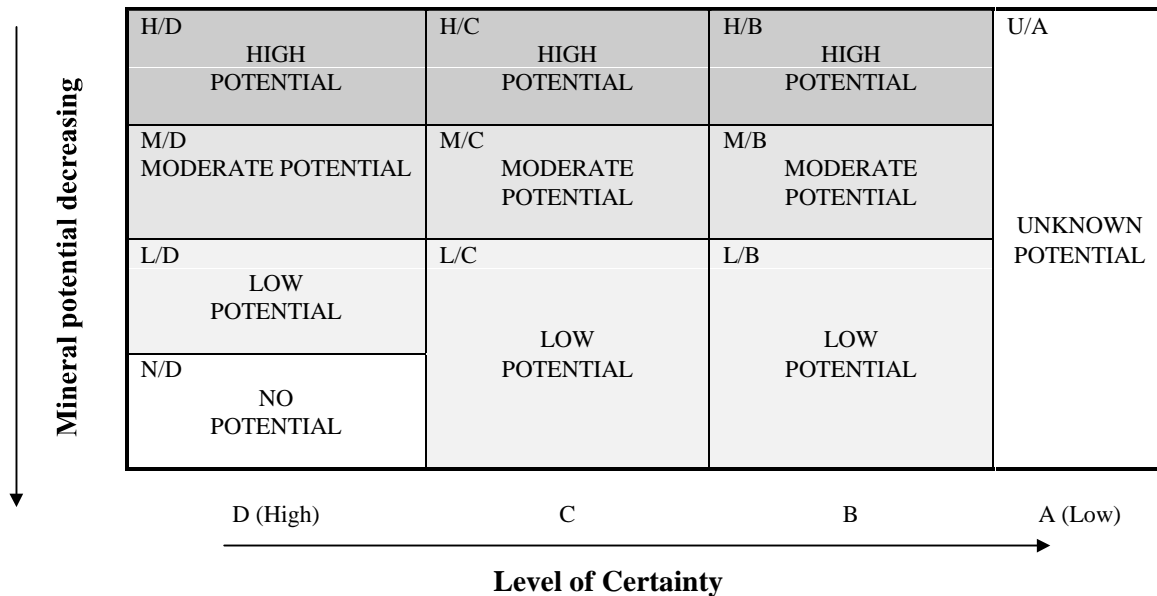 Mineral potential decreasing
H/D
HIGH
POTENTIAL
H/C
HIGH
POTENTIAL
H/B
HIGH
POTENTIAL
U/A
UNKNOWN
POTENTIAL
M/D
MODERATE POTENTIAL
M/C
MODERATE
POTENTIAL
M/B
MODERATE
POTENTIAL
L/D
LOW
POTENTIAL
L/C
LOW
POTENTIAL
L/B
LOW
POTENTIAL
N/D
NO
POTENTIAL
D (High)
C
B
A (Low)
Level of Certainty